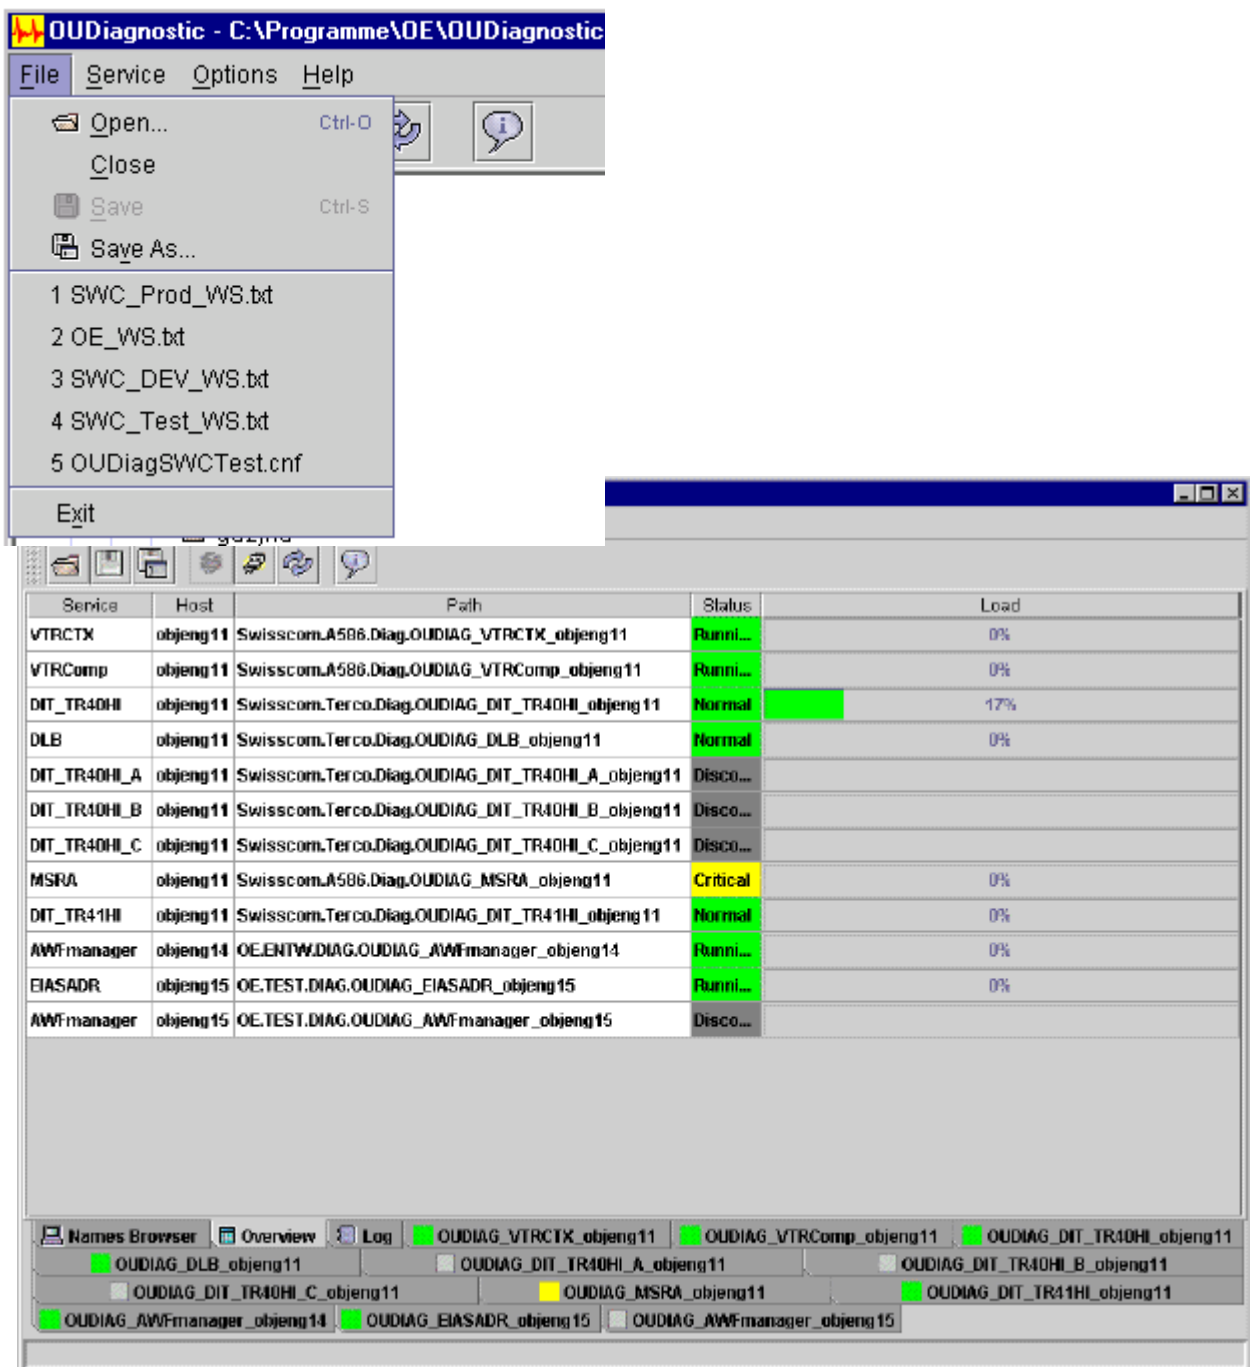 OUDiagnostic - C:\Programme\OE\OUDiagnostic
File Service Options Help
Open... Ctrl-O
Close
Save Ctrl-S
Save As...
1 SWC_Prod_WS.txt
2 OE_WS.txt
3 SWC_DEV_WS.txt
4 SWC_Test_WS.txt
5 OUDiagSWCTest.cnf
Exit
Service Host Path Status Load
VTRCTX objeng11 Swisscom.A586.Diag.OUDIAG_VTRCTX_objeng11 Runni... 0%
VTRComp objeng11 Swisscom.A586.Diag.OUDIAG_VTRComp_objeng11 Runni... 0%
DIT_TR40HI objeng11 Swisscom.Terco.Diag.OUDIAG_DIT_TR40HI_objeng11 Normal 17%
DLB objeng11 Swisscom.Terco.Diag.OUDIAG_DLB_objeng11 Normal 0%
DIT_TR40HI_A objeng11 Swisscom.Terco.Diag.OUDIAG_DIT_TR40HI_A_objeng11 Disco...
DIT_TR40HI_B objeng11 Swisscom.Terco.Diag.OUDIAG_DIT_TR40HI_B_objeng11 Disco...
DIT_TR40HI_C objeng11 Swisscom.Terco.Diag.OUDIAG_DIT_TR40HI_C_objeng11 Disco...
MSRA objeng11 Swisscom.A586.Diag.OUDIAG_MSRA_objeng11 Critical 0%
DIT_TR41HI objeng11 Swisscom.Terco.Diag.OUDIAG_DIT_TR41HI_objeng11 Normal 0%
AWFmanager objeng14 OE.ENTW.DIAG.OUDIAG_AWFmanager_objeng14 Runni... 0%
EIASADR objeng15 OE.TEST.DIAG.OUDIAG_EIASADR_objeng15 Runni... 0%
AWFmanager objeng15 OE.TEST.DIAG.OUDIAG_AWFmanager_objeng15 Disco...
Names Browser Overview Log OUDIAG_VTRCTX_objeng11 OUDIAG_VTRComp_objeng11 OUDIAG_DIT_TR40HI_objeng11
OUDIAG_DLB_objeng11 OUDIAG_DIT_TR40HI_A_objeng11 OUDIAG_DIT_TR40HI_B_objeng11
OUDIAG_DIT_TR40HI_C_objeng11 OUDIAG_MSRA_objeng11 OUDIAG_DIT_TR41HI_objeng11
OUDIAG_AWFmanager_objeng14 OUDIAG_EIASADR_objeng15 OUDIAG_AWFmanager_objeng15